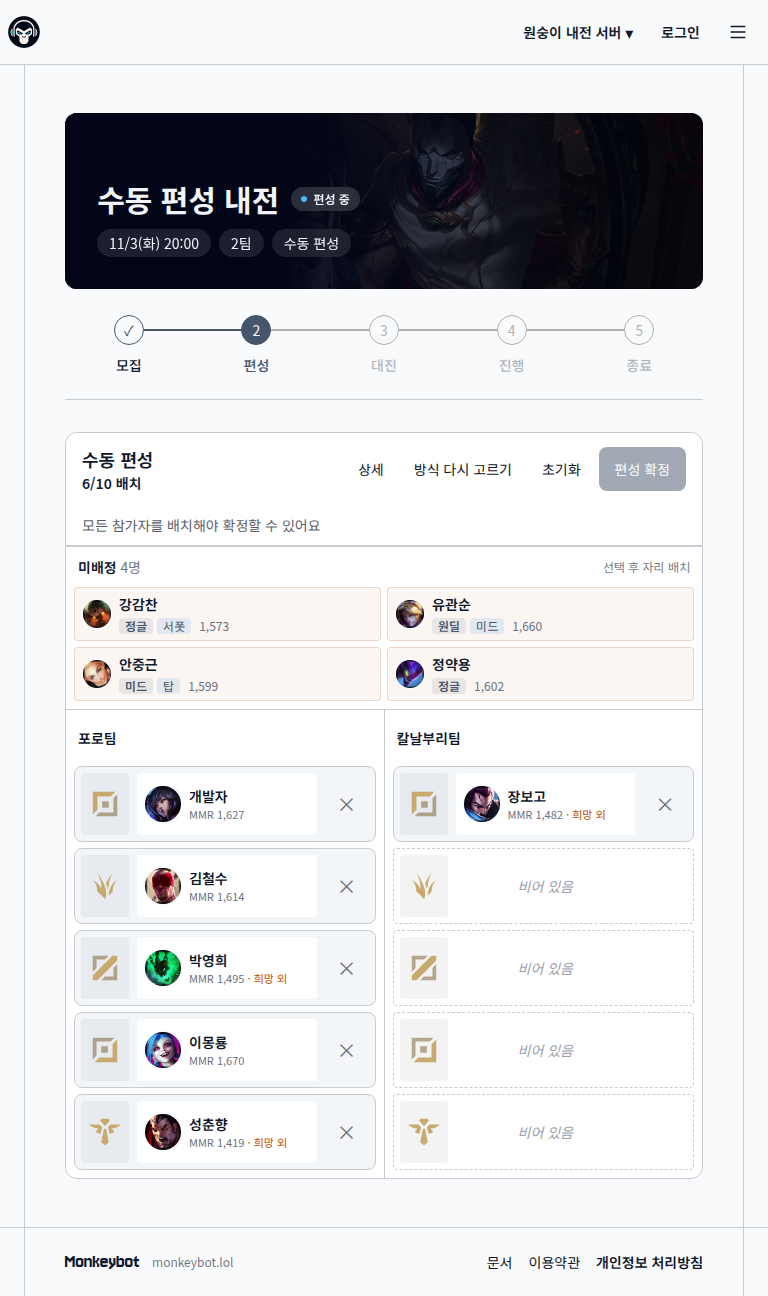 원숭이 내전 서버 ▾ 로그인
수동 편성 내전 편성 중
11/3(화) 20:00 2팀 수동 편성
✓ 2 3 4 5
모집 편성 대진 진행 종료
수동 편성
6/10 배치
상세 방식 다시 고르기 초기화 편성 확정
모든 참가자를 배치해야 확정할 수 있어요
미배정 4명 선택 후 자리 배치
강감찬
정글 서폿 1,573
유관순
원딜 미드 1,660
안중근
미드 탑 1,599
정약용
정글 1,602
포로팀
개발자
MMR 1,627
김철수
MMR 1,614
박영희
MMR 1,495 · 희망 외
이몽룡
MMR 1,670
성춘향
MMR 1,419 · 희망 외
칼날부리팀
장보고
MMR 1,482 · 희망 외
비어 있음
비어 있음
비어 있음
비어 있음
Monkeybot monkeybot.lol
문서 이용약관 개인정보 처리방침